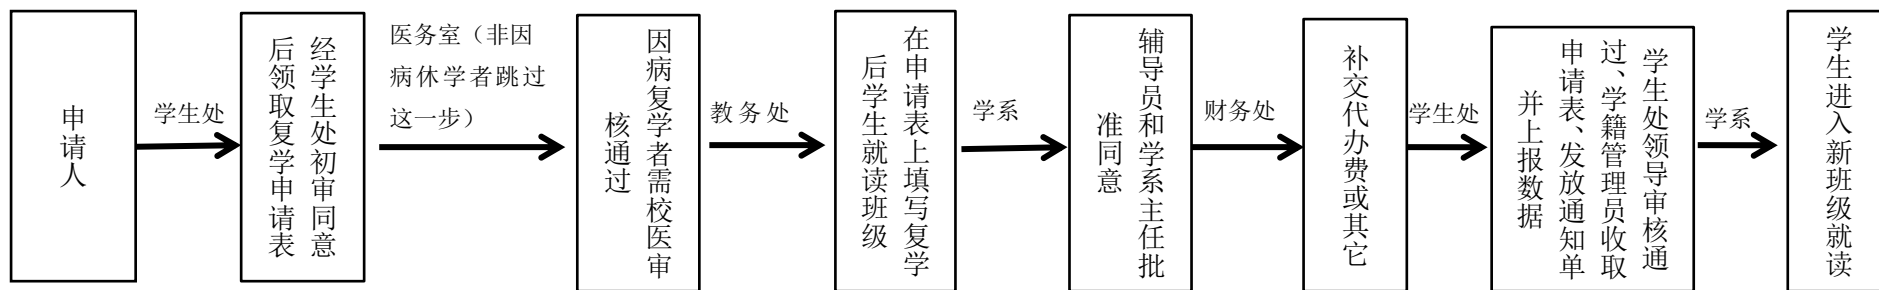 申请人
学生处
经学生处初审同意
后领取复学申请表
医务室（非因
病休学者跳过
这一步）
因病复学者需校医审
核通过
教务处
在申请表上填写复学
后学生就读班级
学系
辅导员和学系主任批
准同意
财务处
补交代办费或其它
学生处
学生处领导审核通
过、学籍管理员收取
申请表、发放通知单
并上报数据
学系
学生进入新班级就读